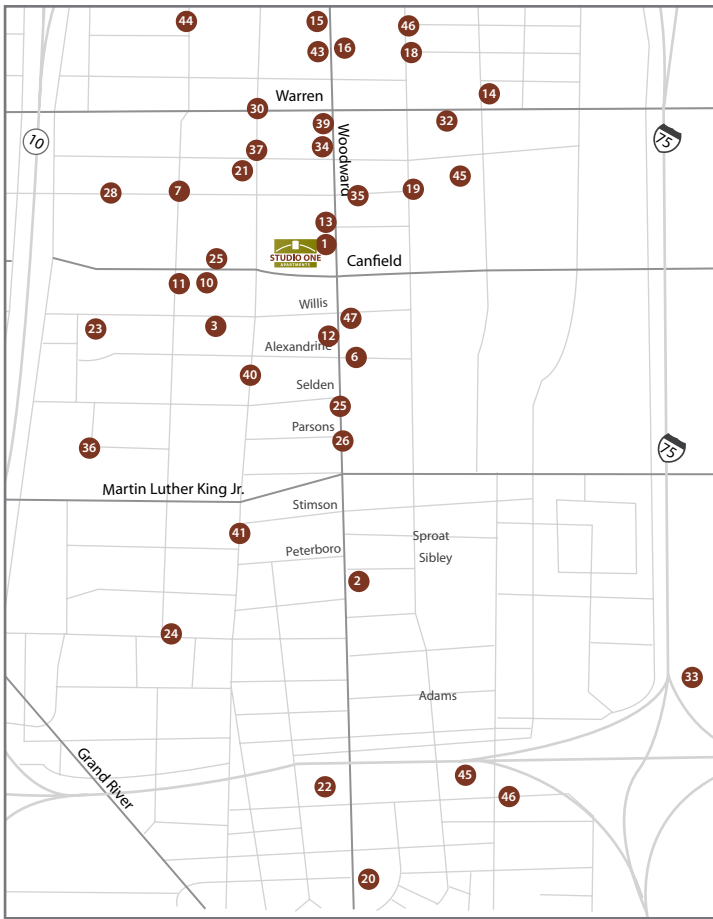 44
15
46
43
16
18
14
Warren
30
39
32
10
Woodward
75
34
37
21
45
28
7
35
19
13
1
STUDIO ONE
APARTMENTS
25
Canfield
11
10
Willis
47
23
3
12
Alexandrine
6
40
Selden
25
Parsons
26
36
75
Martin Luther King Jr.
Stimson
41
Sproat
Peterboro
Sibley
2
24
33
Adams
Grand River
45
22
46
20